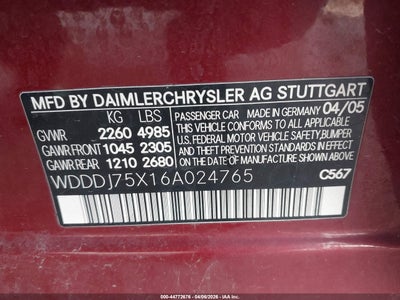 MFD BY DAIMLERCHRYSLER AG STUTTGART
KG LBS PASSENGER CAR MADE IN GERMANY 04/05
GVWR 2260 4985 THIS VEHICLE CONFORMS TO ALL APPLICABLE
GAWR FRONT 1045 2305 U.S. FEDERAL MOTOR VEHICLE SAFETY, BUMPER
GAWR REAR 1210 2680 AND THEFT PREVENTION STANDARDS IN EFFECT
ON THE DATE OF MANUFACTURE SHOWN ABOVE
WDDDJ75X16A024765 C567
000-44772676 - 04/06/2026 - IAA Inc.